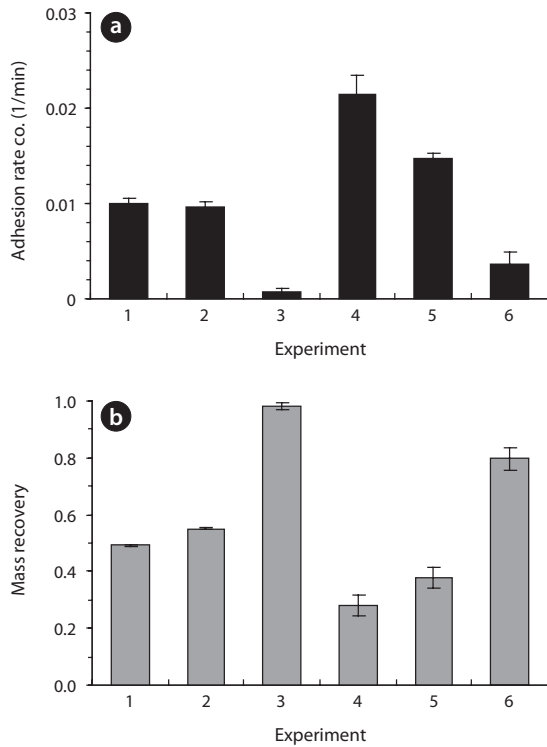 a
Adhesion rate co. (1/min)
0.03
0.02
0.01
0
1 2 3 4 5 6
Experiment
b
Mass recovery
1.0
0.8
0.6
0.4
0.2
0.0
1 2 3 4 5 6
Experiment